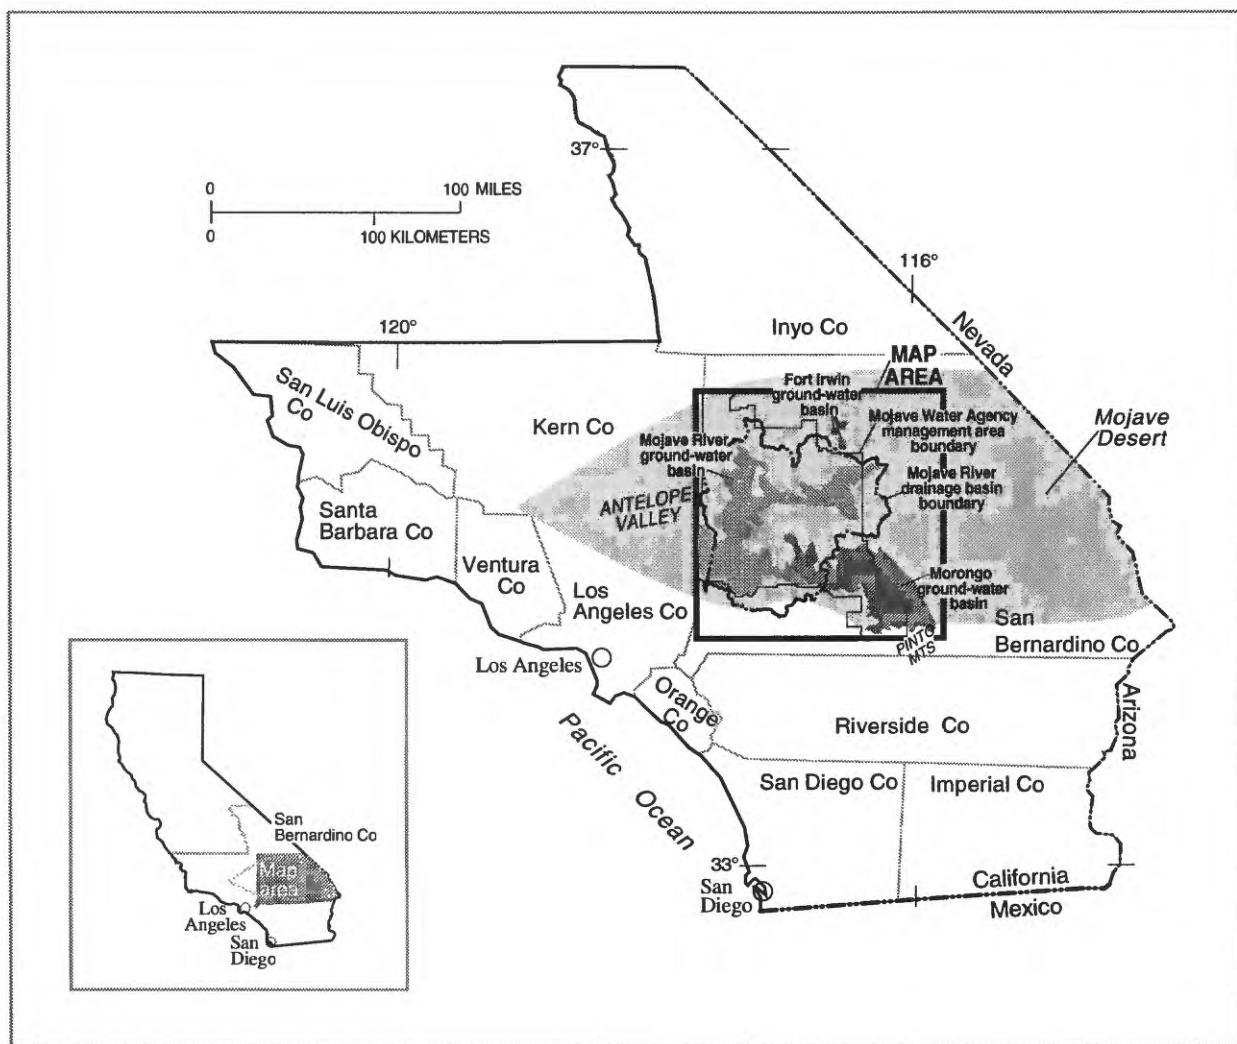 37°
0
100 MILES
0
100 KILOMETERS
116°
120°
Inyo Co
Nevada
MAP
AREA
San Luis Obispo
Co
Kern Co
Fort Irwin
ground-water
basin
Mojave Water Agency
management area
boundary
Mojave
Desert
Mojave River
ground-water
basin
Mojave River
drainage basin
boundary
ANTELOPE
VALLEY
Santa
Barbara Co
Ventura
Co
Los
Angeles Co
Morongo
ground-water
basin
San
Bernardino Co
PINTO
MTS
Los Angeles
Orange
Co
Riverside Co
Arizona
Pacific Ocean
San Diego Co
Imperial Co
33°
San
Diego
California
Mexico
San
Bernardino Co
Map
area
Los
Angeles
San
Diego